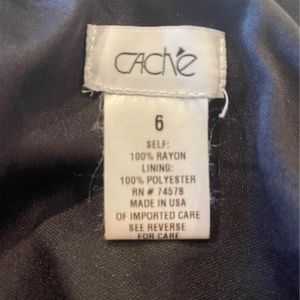 CAChé
6
SELF:
100% RAYON
LINING:
100% POLYESTER
RN # 74578
MADE IN USA
OF IMPORTED CARE
SEE REVERSE
FOR CARE